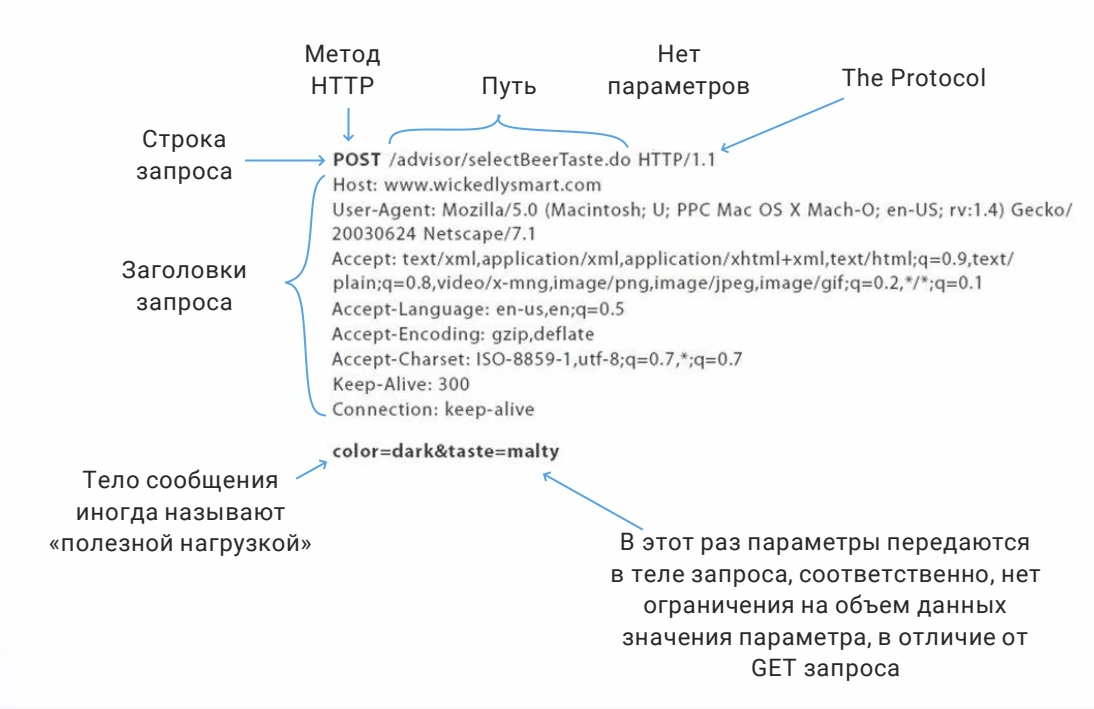 Метод
HTTP
Путь
Нет
параметров
The Protocol
Строка
запроса
POST /advisor/selectBeerTaste.do HTTP/1.1
Host: www.wickedlysmart.com
User-Agent: Mozilla/5.0 (Macintosh; U; PPC Mac OS X Mach-O; en-US; rv:1.4) Gecko/
20030624 Netscape/7.1
Accept: text/xml,application/xml,application/xhtml+xml,text/html;q=0.9,text/
plain;q=0.8,video/x-mng,image/png,image/jpeg,image/gif;q=0.2,*/*;q=0.1
Accept-Language: en-us,en;q=0.5
Accept-Encoding: gzip,deflate
Accept-Charset: ISO-8859-1,utf-8;q=0.7,*;q=0.7
Keep-Alive: 300
Connection: keep-alive
Заголовки
запроса
color=dark&taste=malty
Тело сообщения
иногда называют
«полезной нагрузкой»
В этот раз параметры передаются
в теле запроса, соответственно, нет
ограничения на объем данных
значения параметра, в отличие от
GET запроса